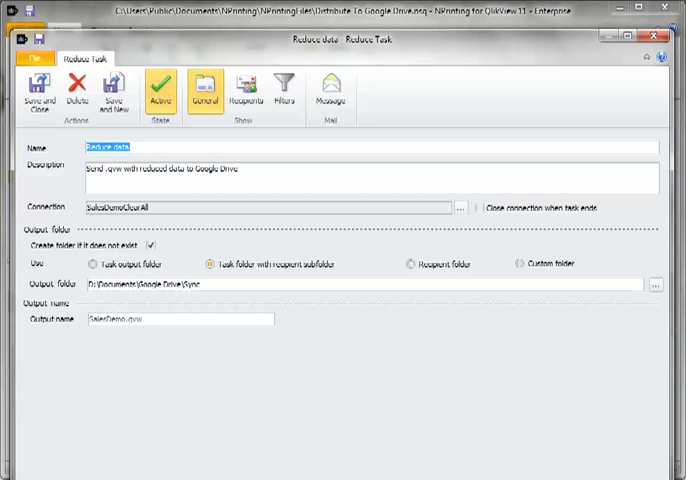 C:\Users\Public\Documents\NPrinting\NPrintingFiles\Distribute To Google Drive.nsq - NPrinting for QlikView 11 - Enterprise
Reduce data - Reduce Task
File
Reduce Task
Save and Close
Delete
Save and New
Active
General
Recipients
Filters
Message
Actions
State
Show
Mail
Name
Reduce data
Description
Send .qvw with reduced data to Google Drive
Connection
SalesDemoClearAll
...
Close connection when task ends
Output folder
Create folder if it does not exist
Use
Task output folder
Task folder with recipient subfolder
Recipient folder
Custom folder
Output folder
D:\Documents\Google Drive\Sync
...
Output name
Output name
SalesDemo.qvw